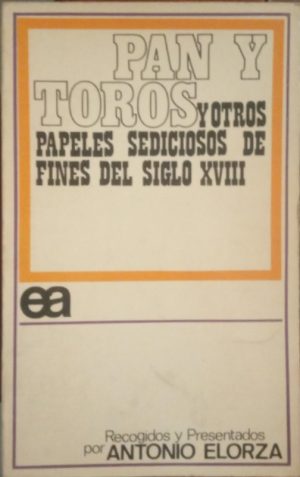 PAN Y
TOROS Y OTROS
PAPELES SEDICIOSOS DE
FINES DEL SIGLO XVIII
ea
Recogidos y Presentados
por ANTONIO ELORZA